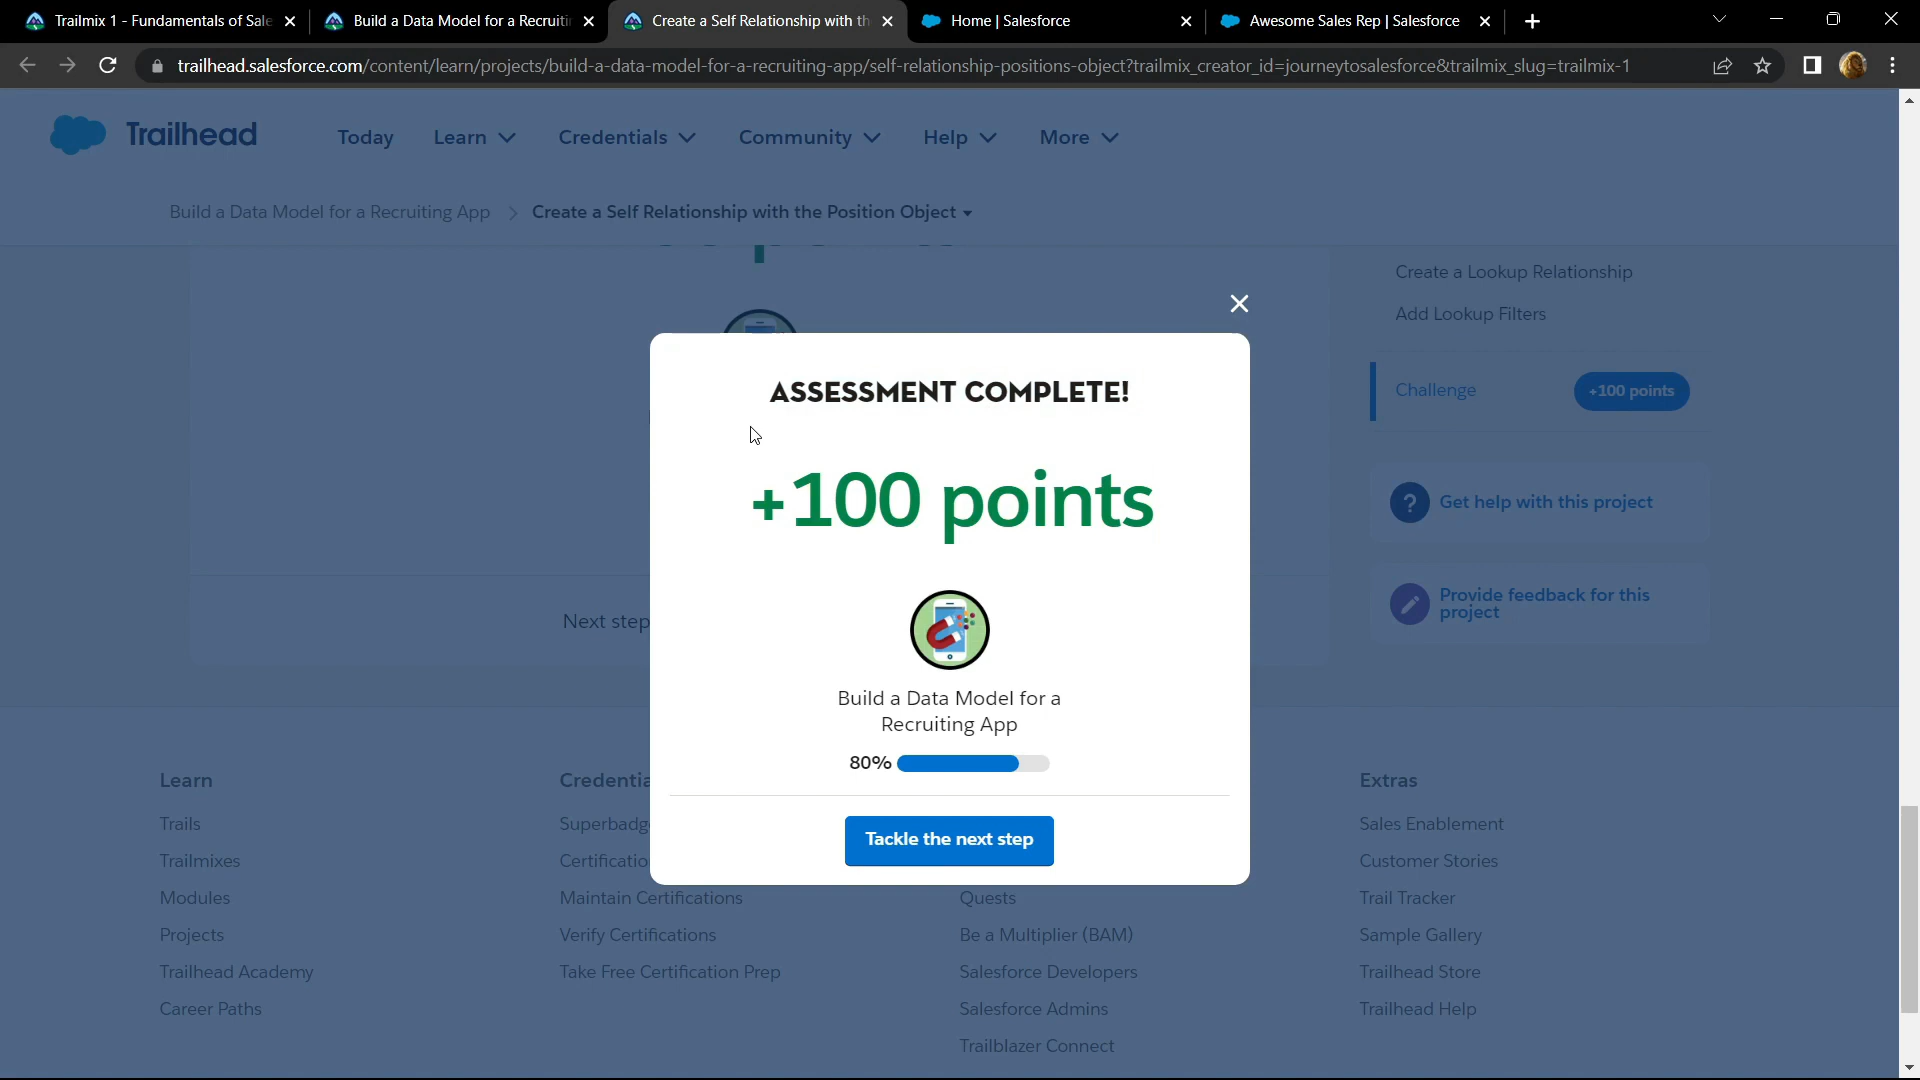 Trailmix 1 - Fundamentals of Sale
Build a Data Model for a Recruitin
Create a Self Relationship with th
Home | Salesforce
Awesome Sales Rep | Salesforce
trailhead.salesforce.com/content/learn/projects/build-a-data-model-for-a-recruiting-app/self-relationship-positions-object?trailmix_creator_id=journeytosalesforce&trailmix_slug=trailmix-1
Trailhead
Today
Learn
Credentials
Community
Help
More
Build a Data Model for a Recruiting App > Create a Self Relationship with the Position Object
Create a Lookup Relationship
Add Lookup Filters
Challenge
+100 points
? Get help with this project
Provide feedback for this
project
Next step
ASSESSMENT COMPLETE!
+100 points
Build a Data Model for a
Recruiting App
80%
Tackle the next step
Learn
Trails
Trailmixes
Modules
Projects
Trailhead Academy
Career Paths
Credentia
Superbadg
Certificatio
Maintain Certifications
Verify Certifications
Take Free Certification Prep
Quests
Be a Multiplier (BAM)
Salesforce Developers
Salesforce Admins
Trailblazer Connect
Extras
Sales Enablement
Customer Stories
Trail Tracker
Sample Gallery
Trailhead Store
Trailhead Help